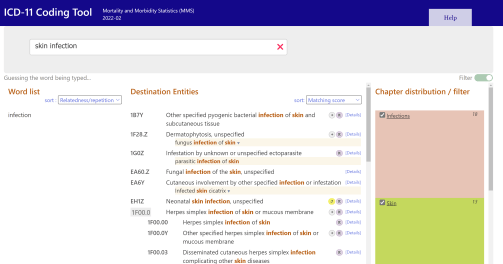 ICD-11 Coding Tool
Mortality and Morbidity Statistics (MMS)
2022-02
Help
skin infection
Guessing the word being typed...
Filter
Word list
sort: Relatedness/repetition
infection
Destination Entities
sort: Matching score
1B7Y Other specified pyogenic bacterial infection of skin and [Details]
subcutaneous tissue
1F28.Z Dermatophytosis, unspecified [Details]
fungus infection of skin
1G0Z Infestation by unknown or unspecified ectoparasite [Details]
parasitic infection of skin
EA60.Z Fungal infection of the skin, unspecified [Details]
EA6Y Cutaneous involvement by other specified infection or infestation [Details]
infected skin cicatrix
EH1Z Neonatal skin infection, unspecified [Details]
1F00.0 Herpes simplex infection of skin or mucous membrane [Details]
1F00.00 Herpes simplex infection of skin [Details]
1F00.0Y Other specified herpes simplex infection of skin or [Details]
mucous membrane
1F00.03 Disseminated cutaneous herpes simplex infection [Details]
complicating other skin diseases
Chapter distribution / filter
Infections
Skin